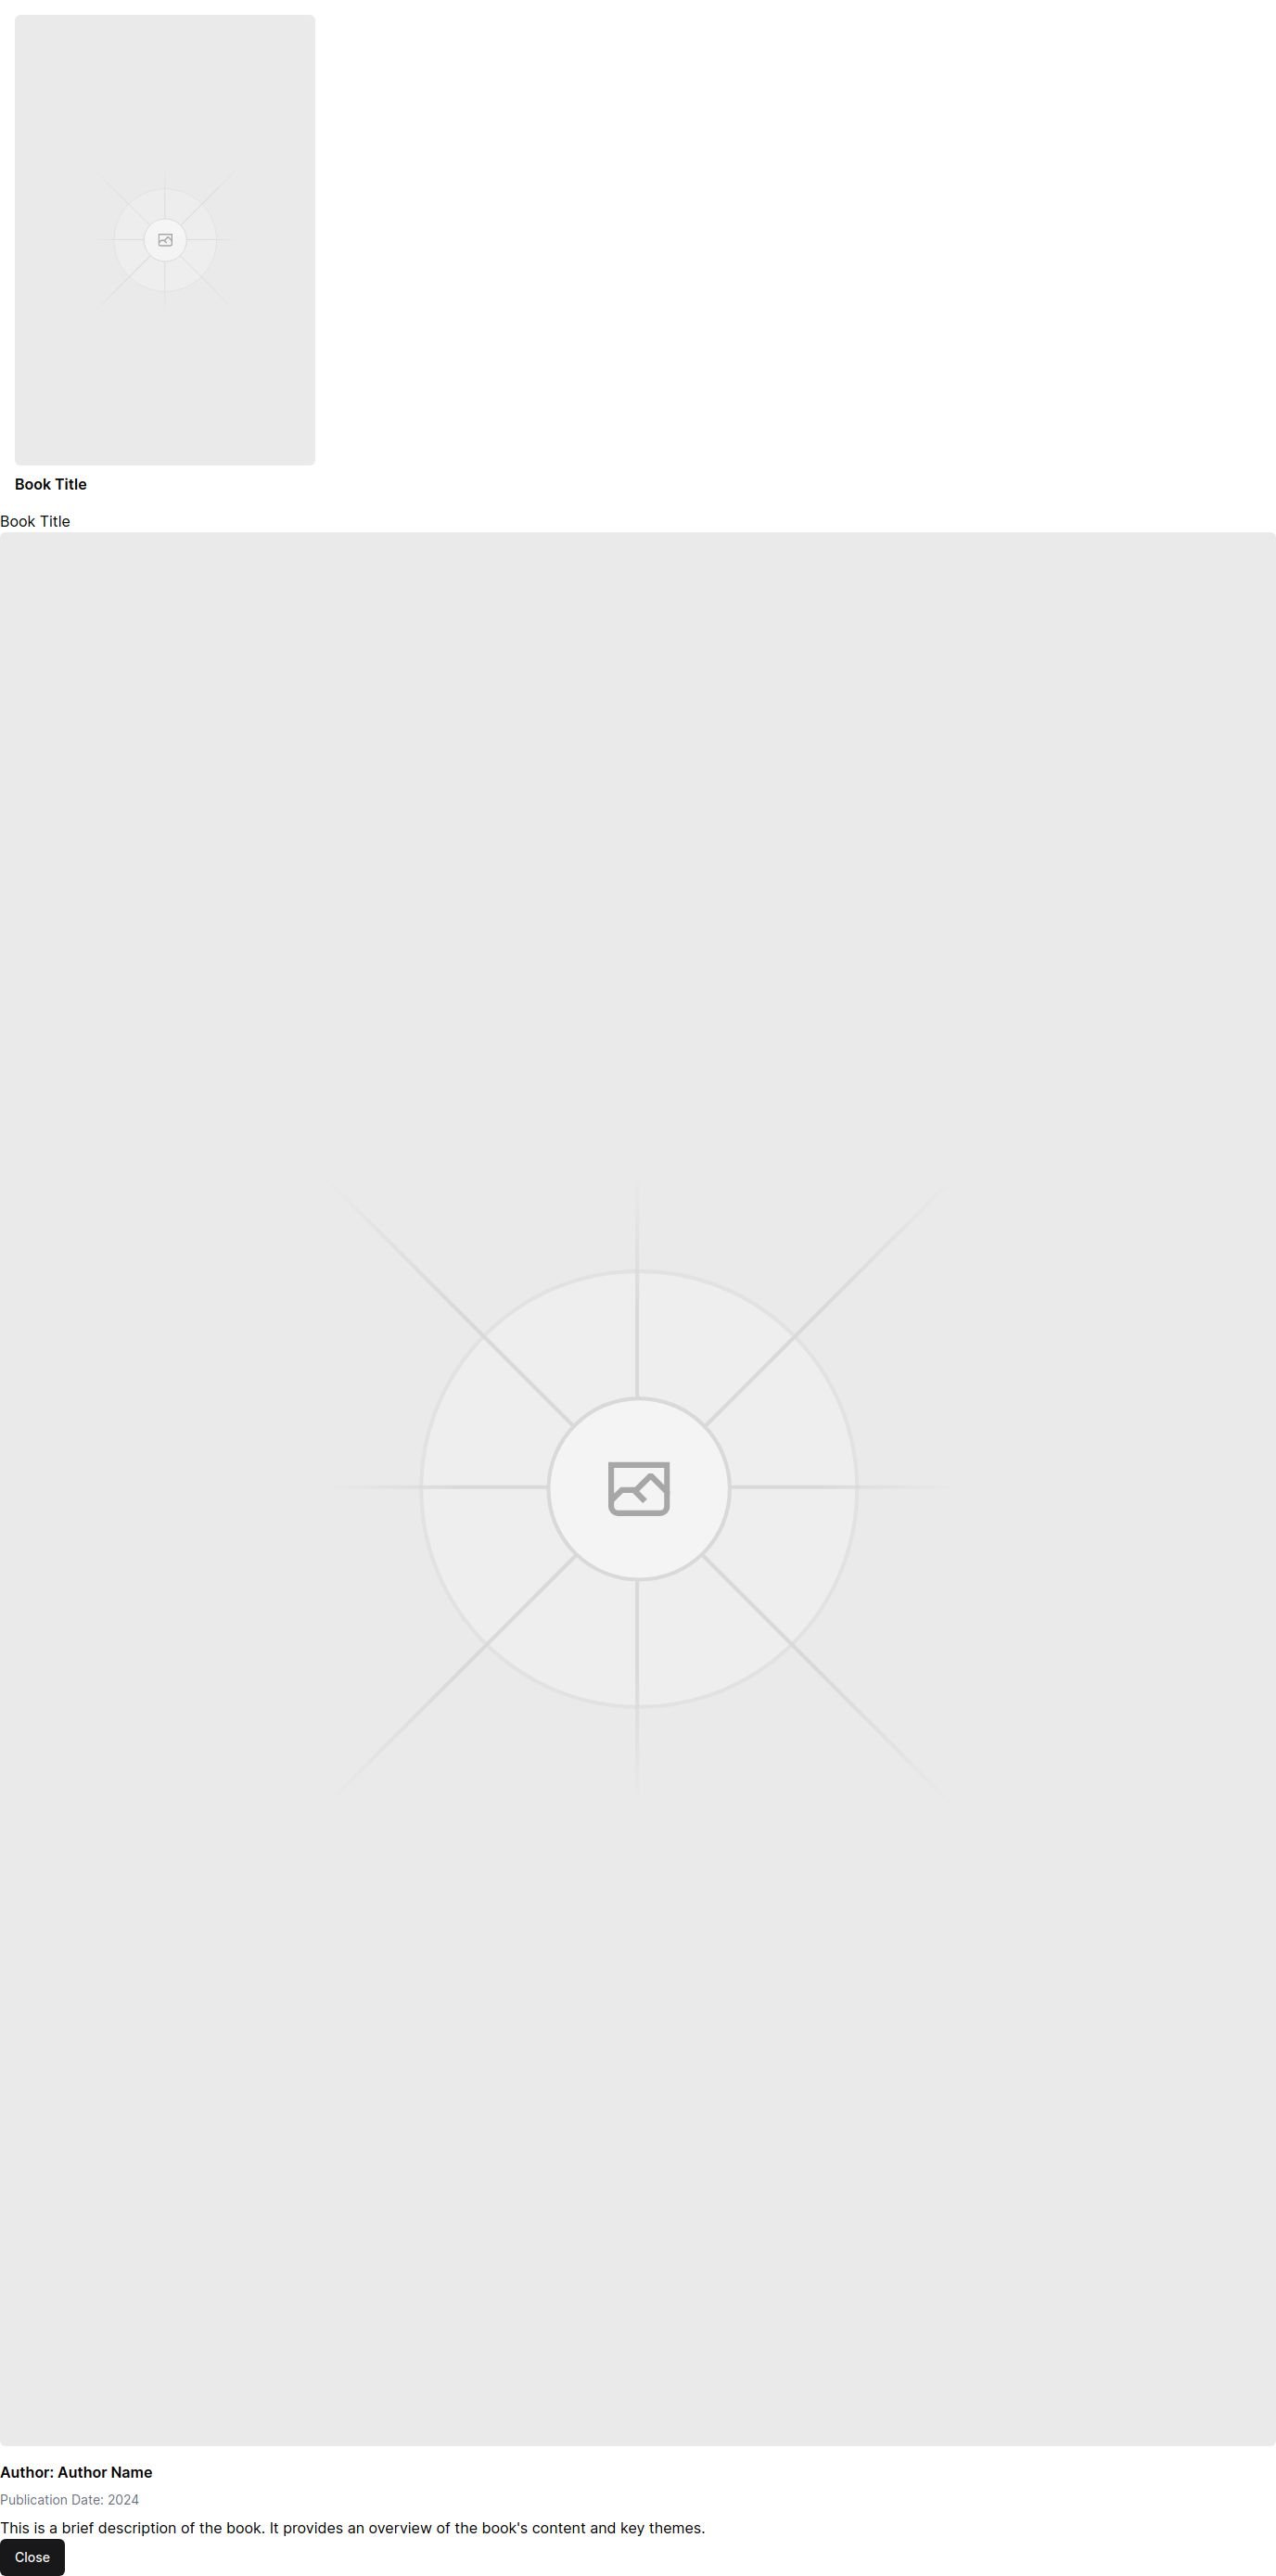 Book Title
Book Title
Author: Author Name
Publication Date: 2024
This is a brief description of the book. It provides an overview of the book's content and key themes.
Close